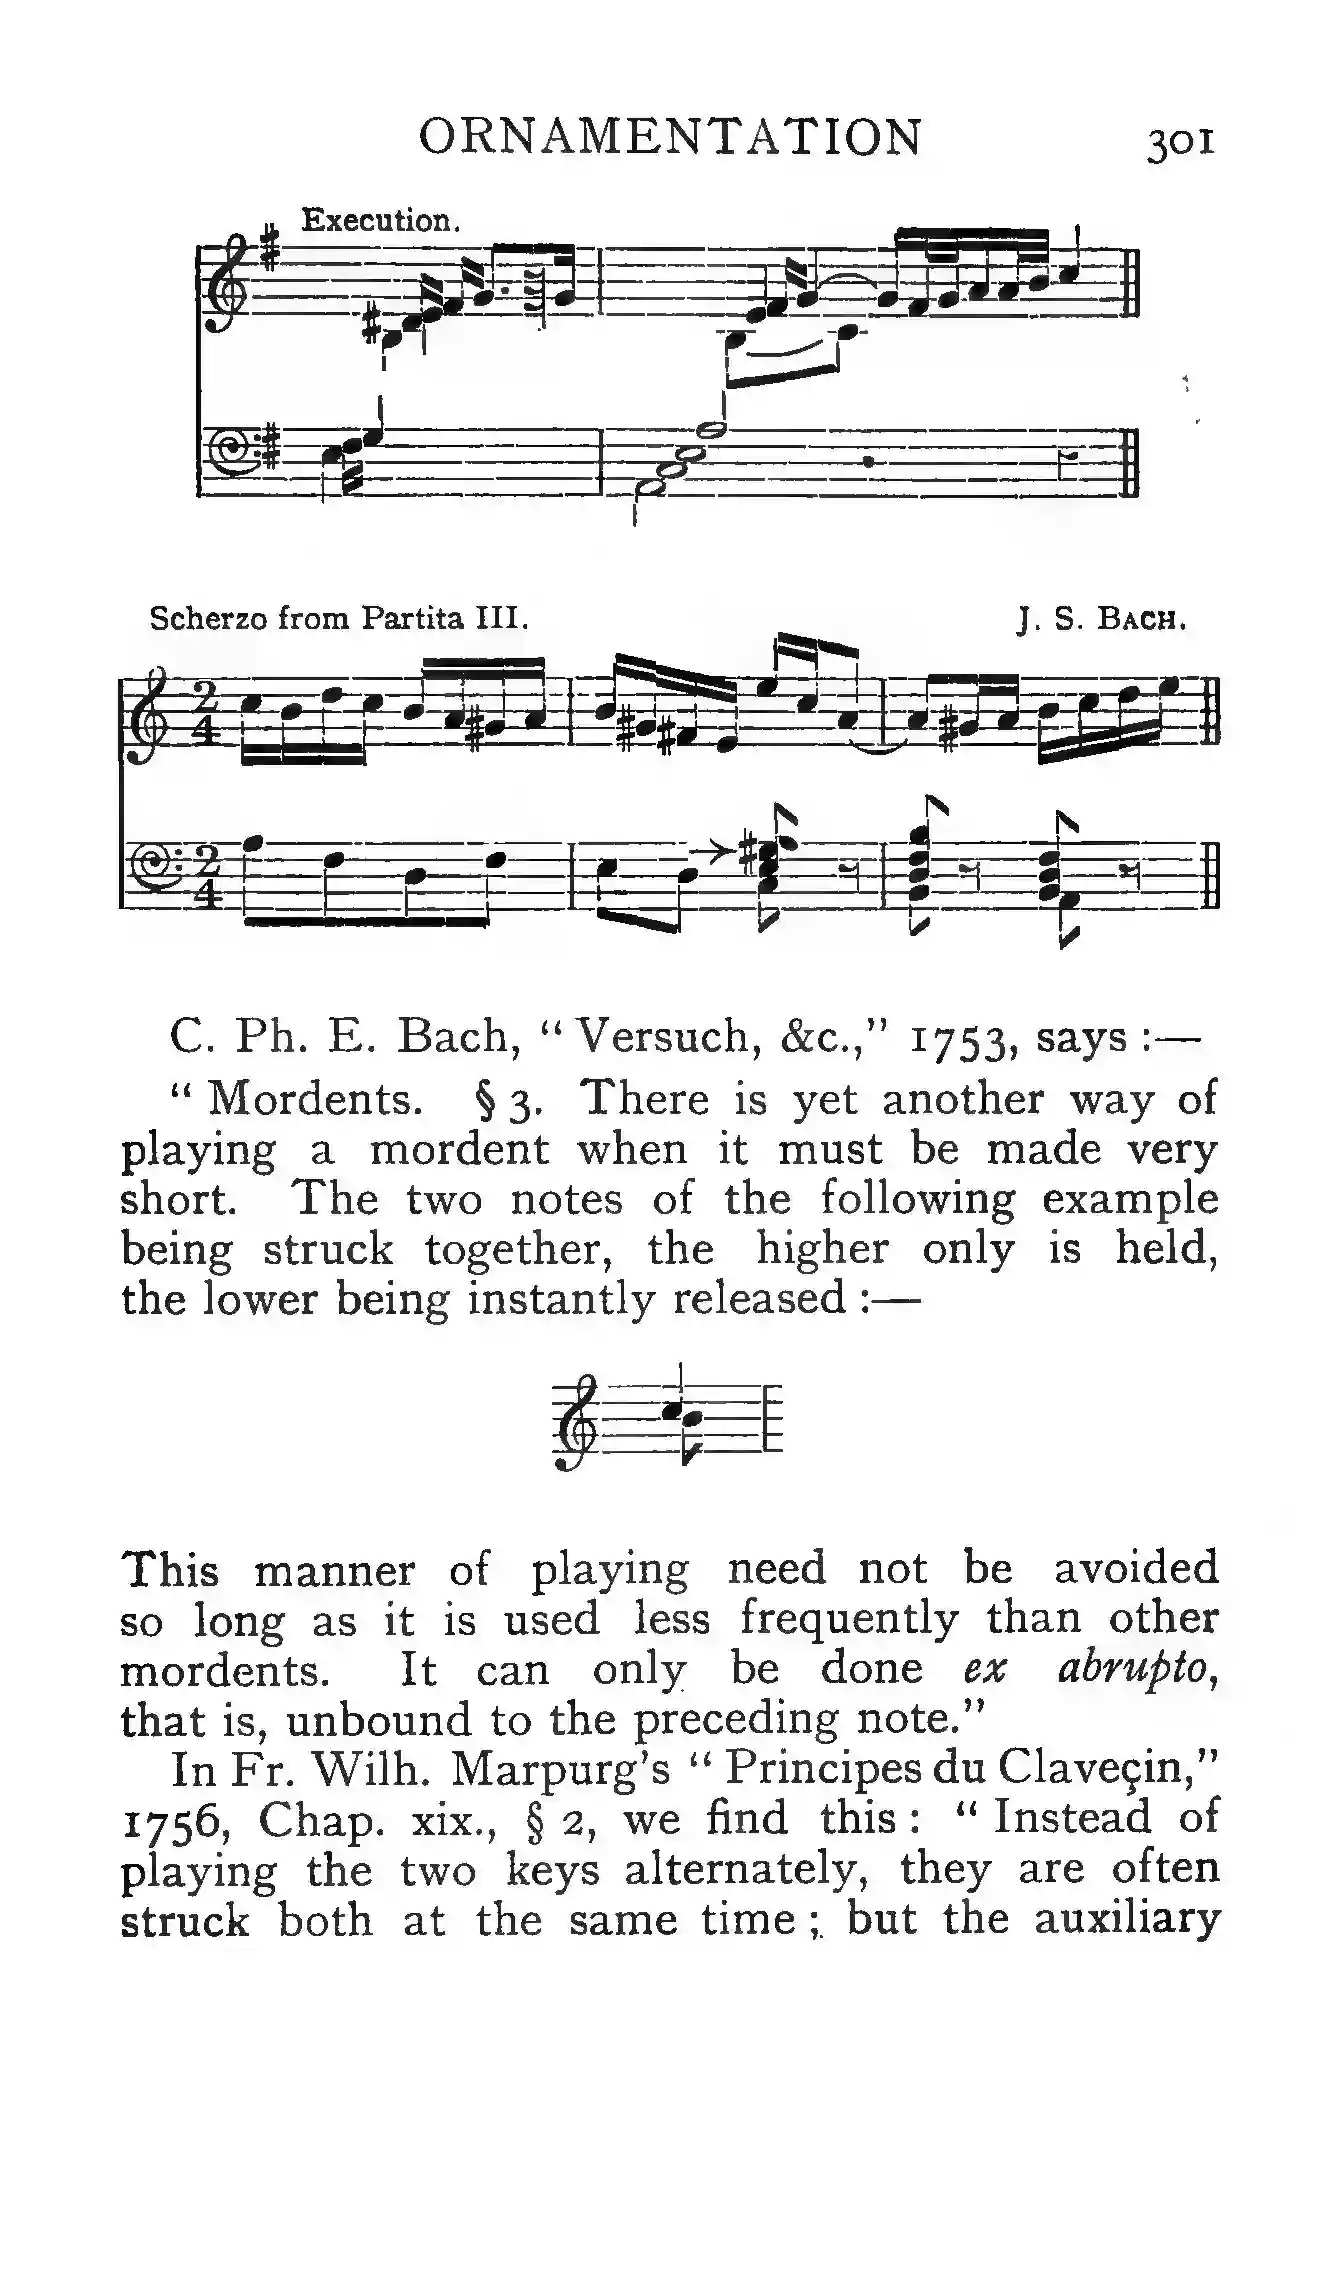 ORNAMENTATION 301
Execution.
Scherzo from Partita III. J. S. BACH.
2
4
2
4
C. Ph. E. Bach, “ Versuch, &c.,” 1753, says :—
“ Mordents. § 3. There is yet another way of
playing a mordent when it must be made very
short. The two notes of the following example
being struck together, the higher only is held,
the lower being instantly released :—
This manner of playing need not be avoided
so long as it is used less frequently than other
mordents. It can only be done ex abrupto,
that is, unbound to the preceding note.”
In Fr. Wilh. Marpurg’s “ Principes du Claveçin,”
1756, Chap. xix., § 2, we find this : “ Instead of
playing the two keys alternately, they are often
struck both at the same time ; but the auxiliary